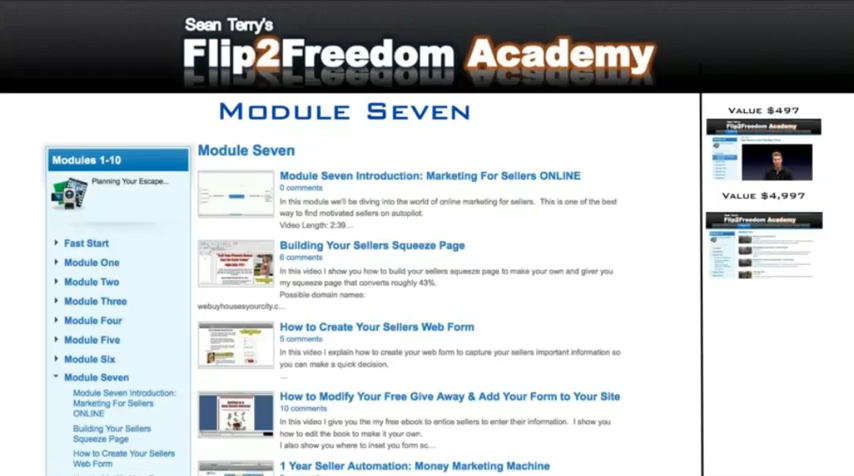 Sean Terry's
Flip2Freedom Academy
MODULE SEVEN
VALUE $497
VALUE $4,997
Modules 1-10
Planning Your Escape...
Fast Start
Module One
Module Two
Module Three
Module Four
Module Five
Module Six
Module Seven
Module Seven Introduction:
Marketing For Sellers
ONLINE
Building Your Sellers
Squeeze Page
How to Create Your Sellers
Web Form
Module Seven
Module Seven Introduction: Marketing For Sellers ONLINE
0 comments
In this module we'll be diving into the world of online marketing for sellers. This is one of the best
way to find motivated sellers on autopilot.
Video Length: 2:39...
Building Your Sellers Squeeze Page
6 comments
In this video I show you how to build your sellers squeeze page to make your own and giver you
my squeeze page that converts roughly 43%.
Possible domain names:
webuyhousesyourcity.c...
How to Create Your Sellers Web Form
5 comments
In this video I explain how to create your web form to capture your sellers important information so
you can make a quick decision.
...
How to Modify Your Free Give Away & Add Your Form to Your Site
10 comments
In this video I give you the my free ebook to entice sellers to enter their information. I show you
how to edit the book to make it your own.
I also show you where to inset you form sc...
1 Year Seller Automation: Money Marketing Machine